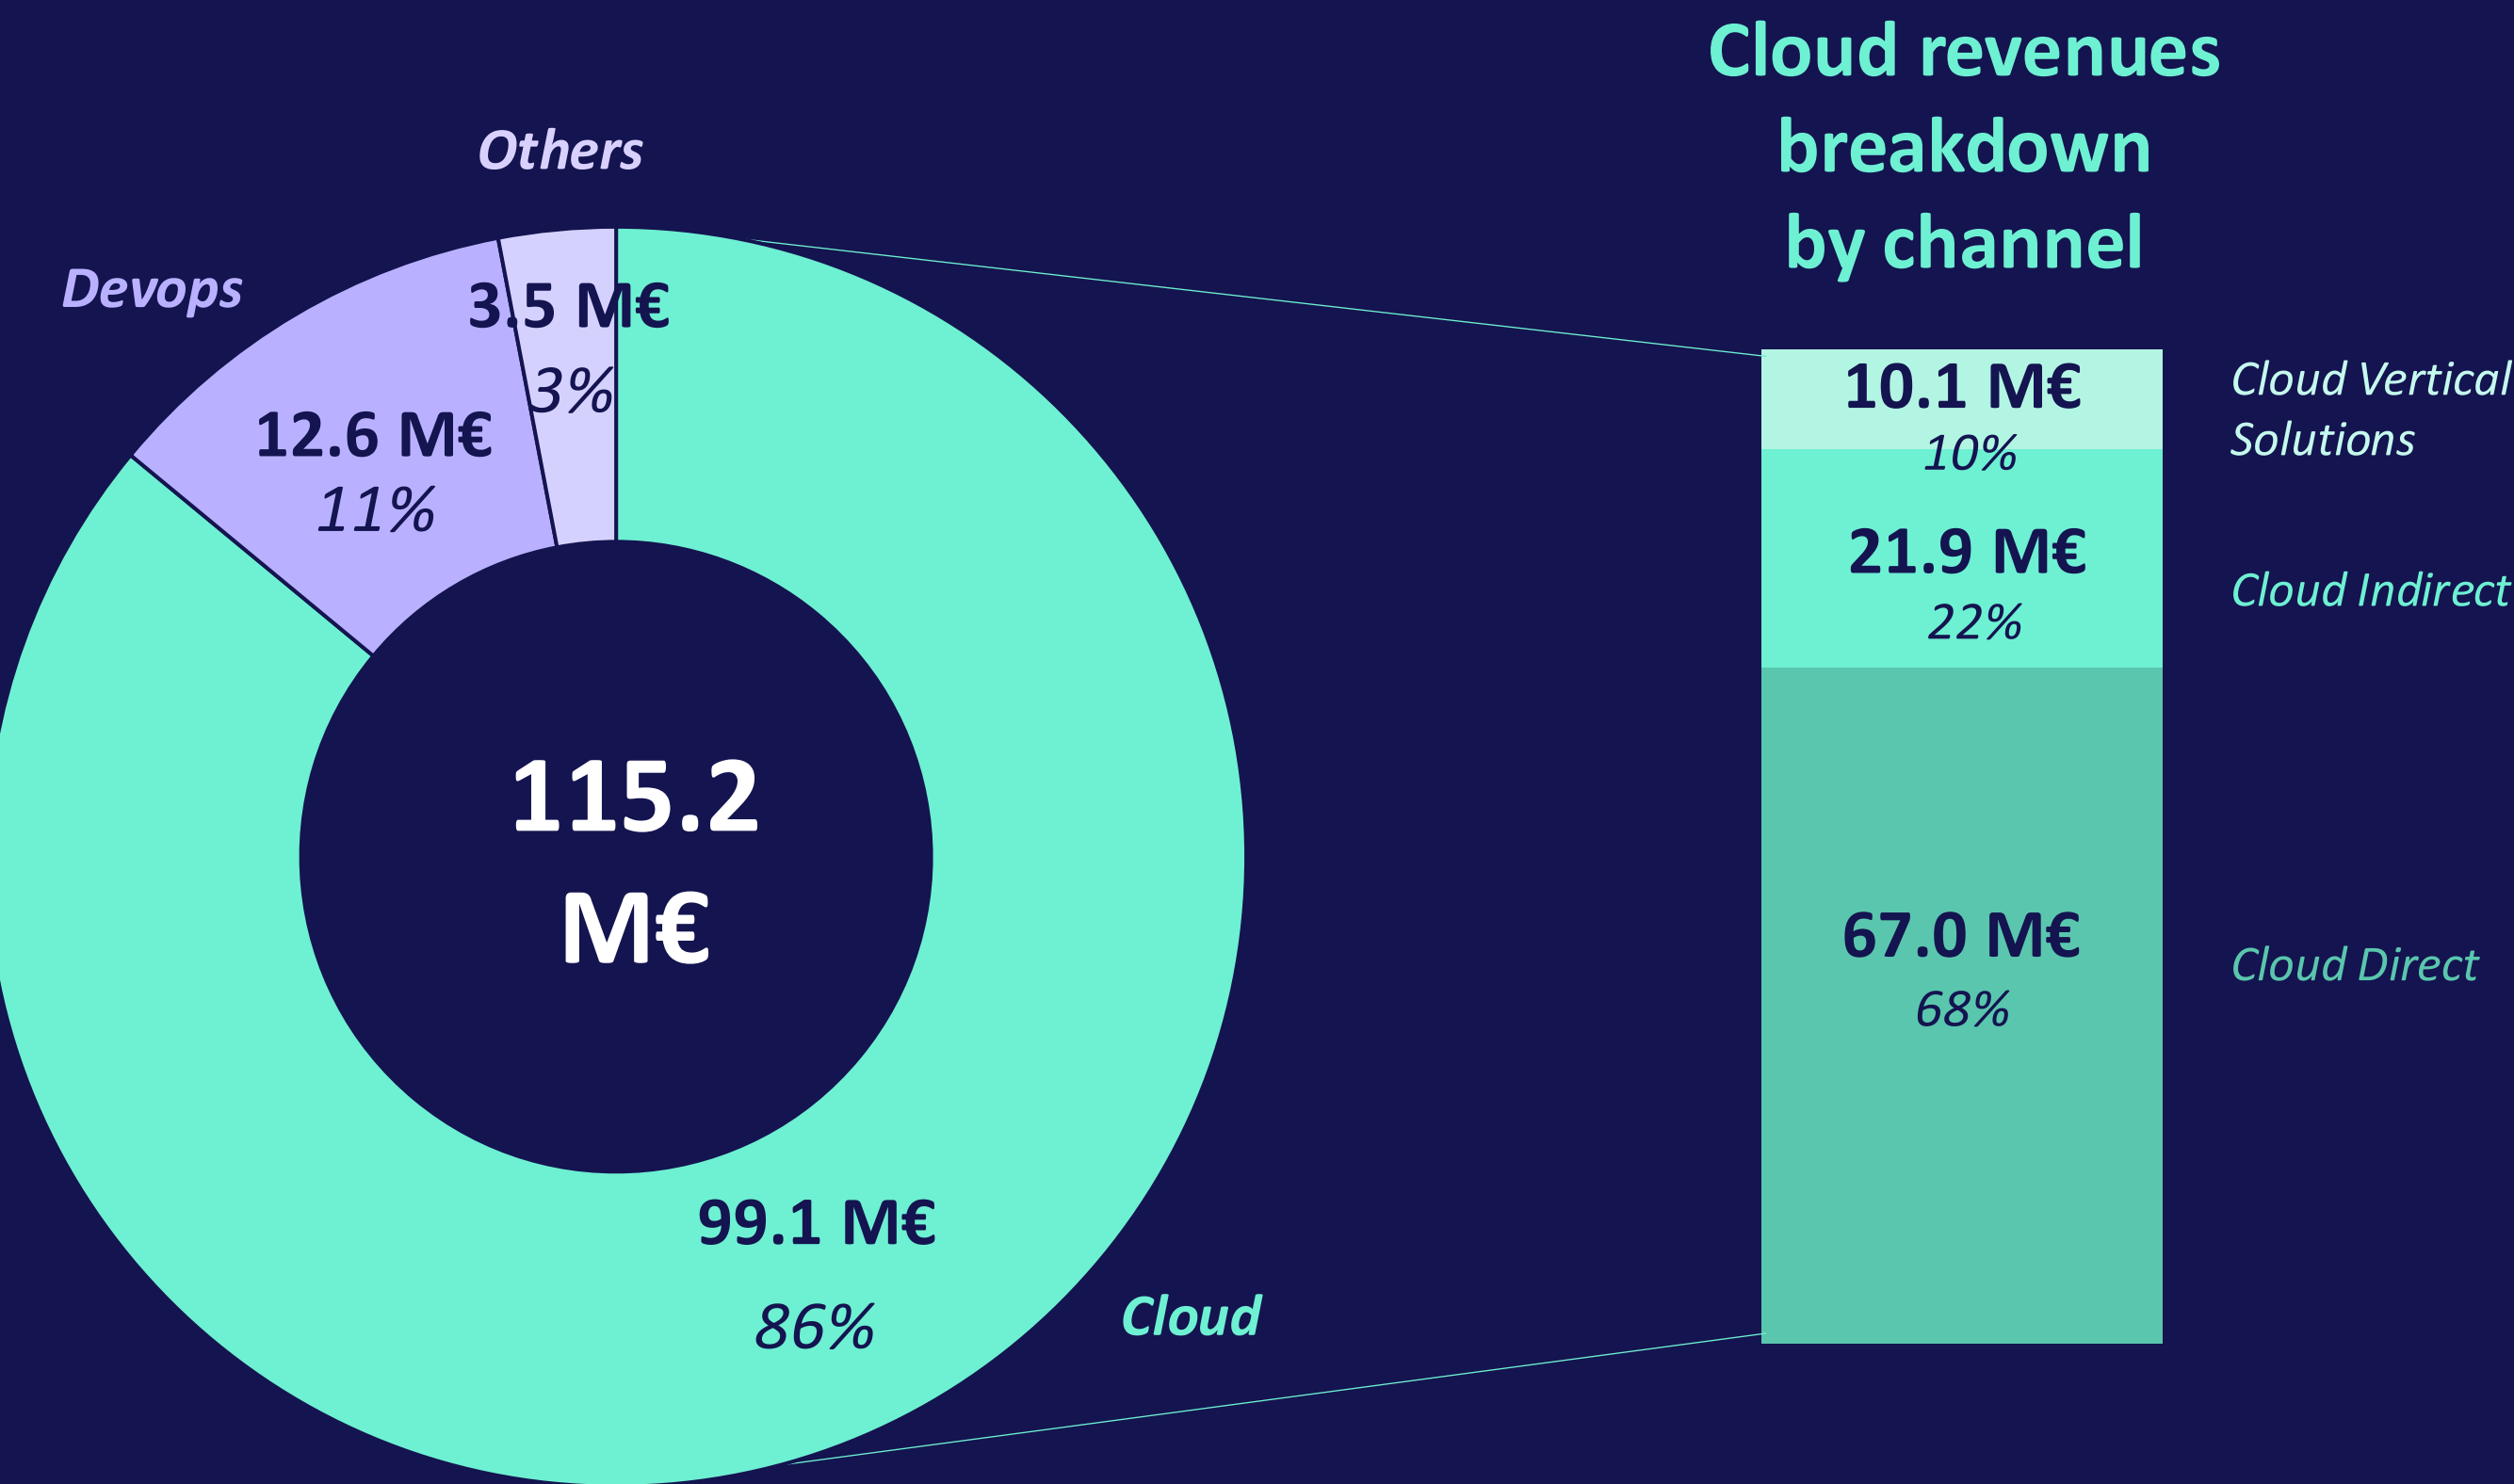 Cloud revenues
breakdown
by channel
Others
Devops
3.5 M€
3%
12.6 M€
11%
115.2
M€
99.1 M€
86%
Cloud
10.1 M€
10%
Cloud Vertical
Solutions
21.9 M€
22%
Cloud Indirect
67.0 M€
68%
Cloud Direct